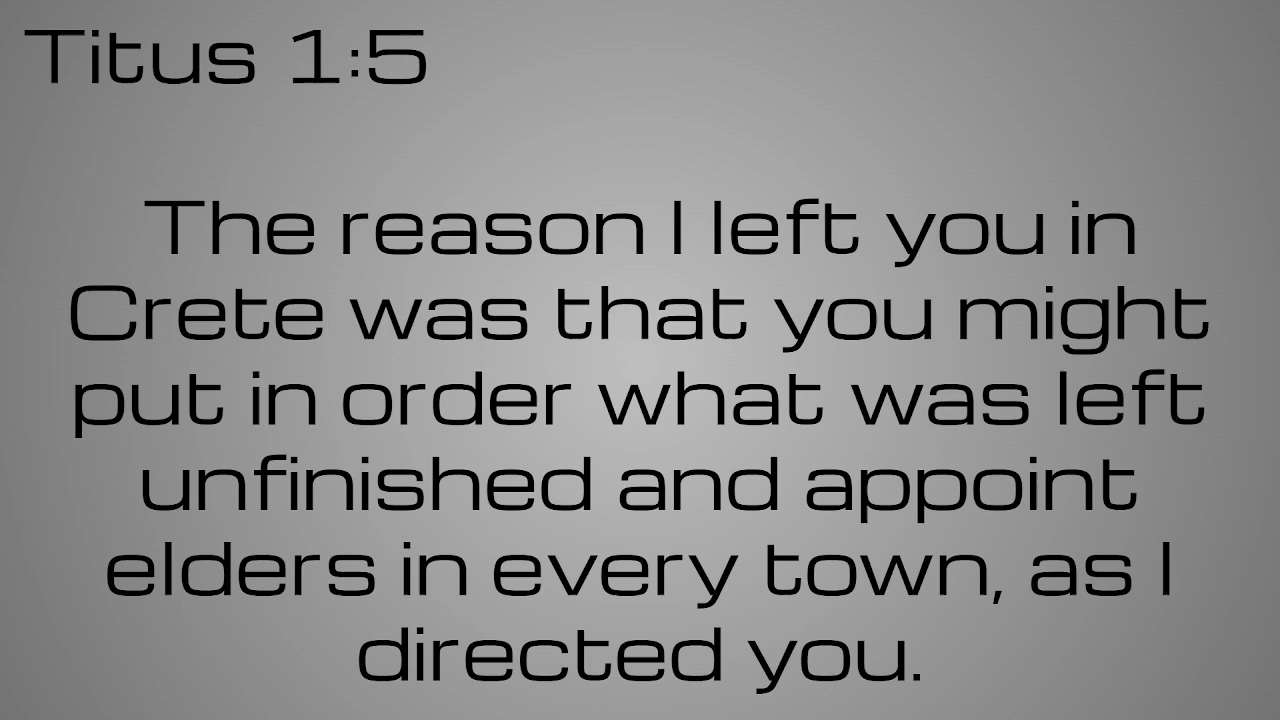 Titus 1:5
The reason I left you in
Crete was that you might
put in order what was left
unfinished and appoint
elders in every town, as I
directed you.